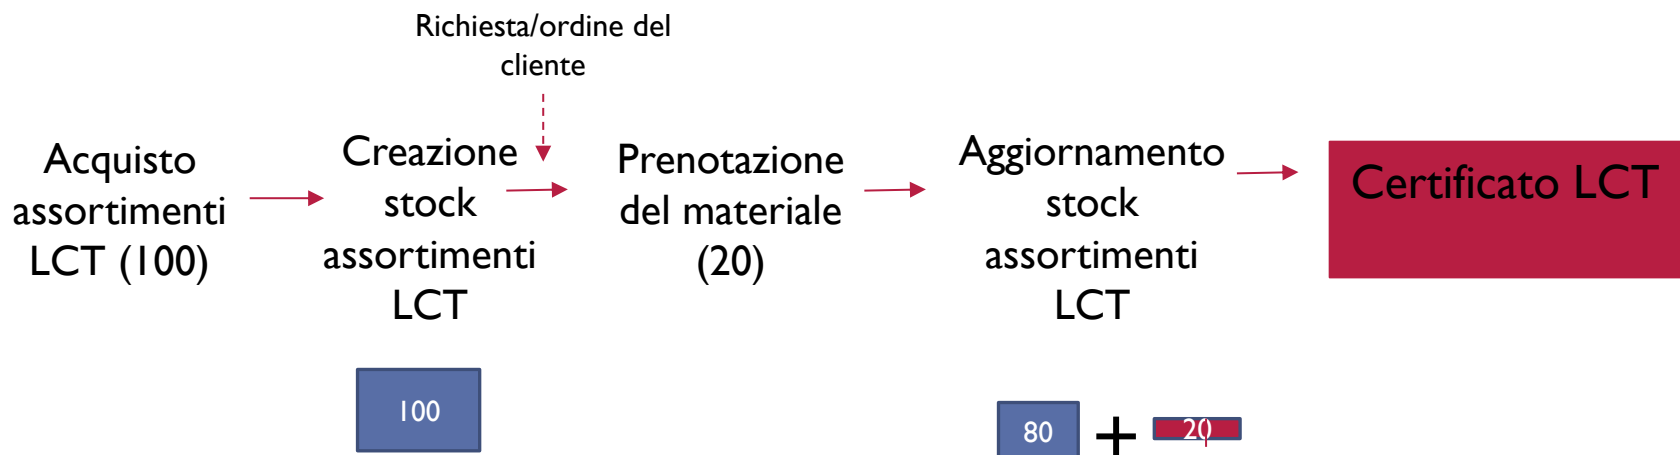 Richiesta/ordine del
cliente
Acquisto
assortimenti
LCT (100)
Creazione
stock
assortimenti
LCT
Prenotazione
del materiale
(20)
Aggiornamento
stock
assortimenti
LCT
Certificato LCT
100
80
+
20